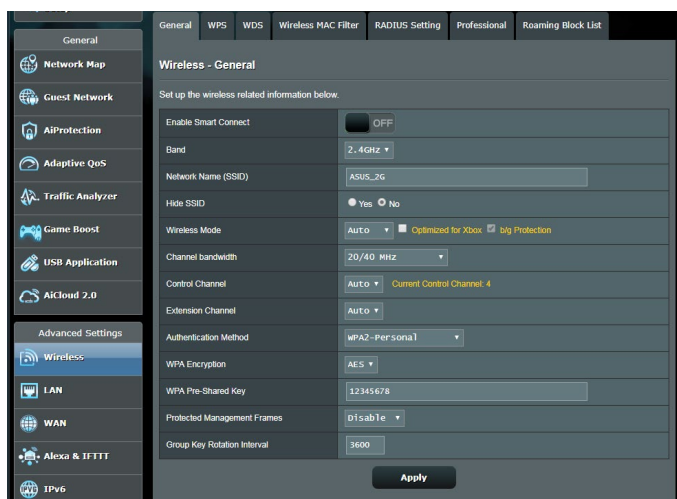 General
Network Map
Guest Network
AiProtection
Adaptive QoS
Traffic Analyzer
Game Boost
USB Application
AiCloud 2.0
Advanced Settings
Wireless
LAN
WAN
Alexa & IFTTT
IPv6
General WPS WDS Wireless MAC Filter RADIUS Setting Professional Roaming Block List
Wireless - General
Set up the wireless related information below.
Enable Smart Connect OFF
Band 2.4GHz
Network Name (SSID) ASUS_2G
Hide SSID Yes No
Wireless Mode Auto Optimized for Xbox b/g Protection
Channel bandwidth 20/40 MHz
Control Channel Auto Current Control Channel: 4
Extension Channel Auto
Authentication Method WPA2-Personal
WPA Encryption AES
WPA Pre-Shared Key 12345678
Protected Management Frames Disable
Group Key Rotation Interval 3600
Apply